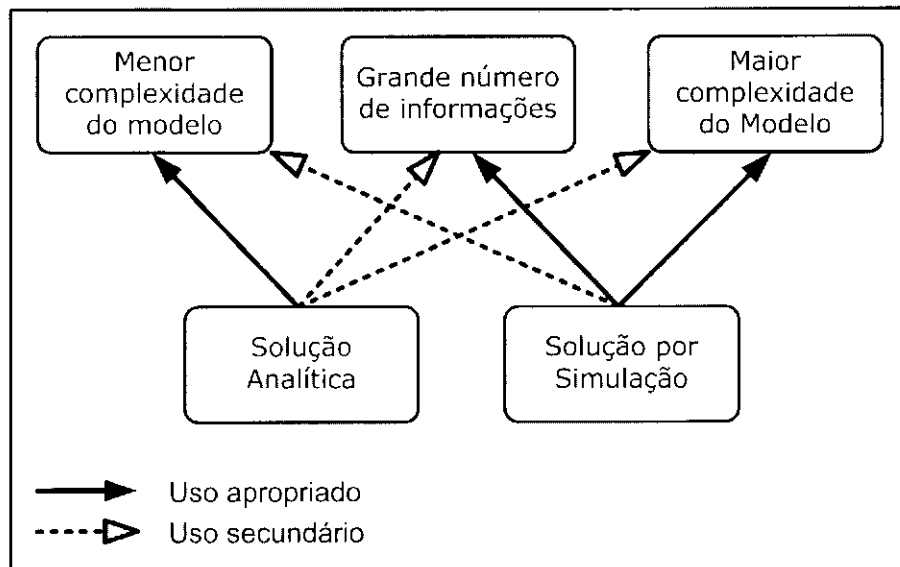 Menor
complexidade
do modelo
Grande número
de informações
Maior
complexidade
do Modelo
Solução
Analítica
Solução por
Simulação
Uso apropriado
Uso secundário